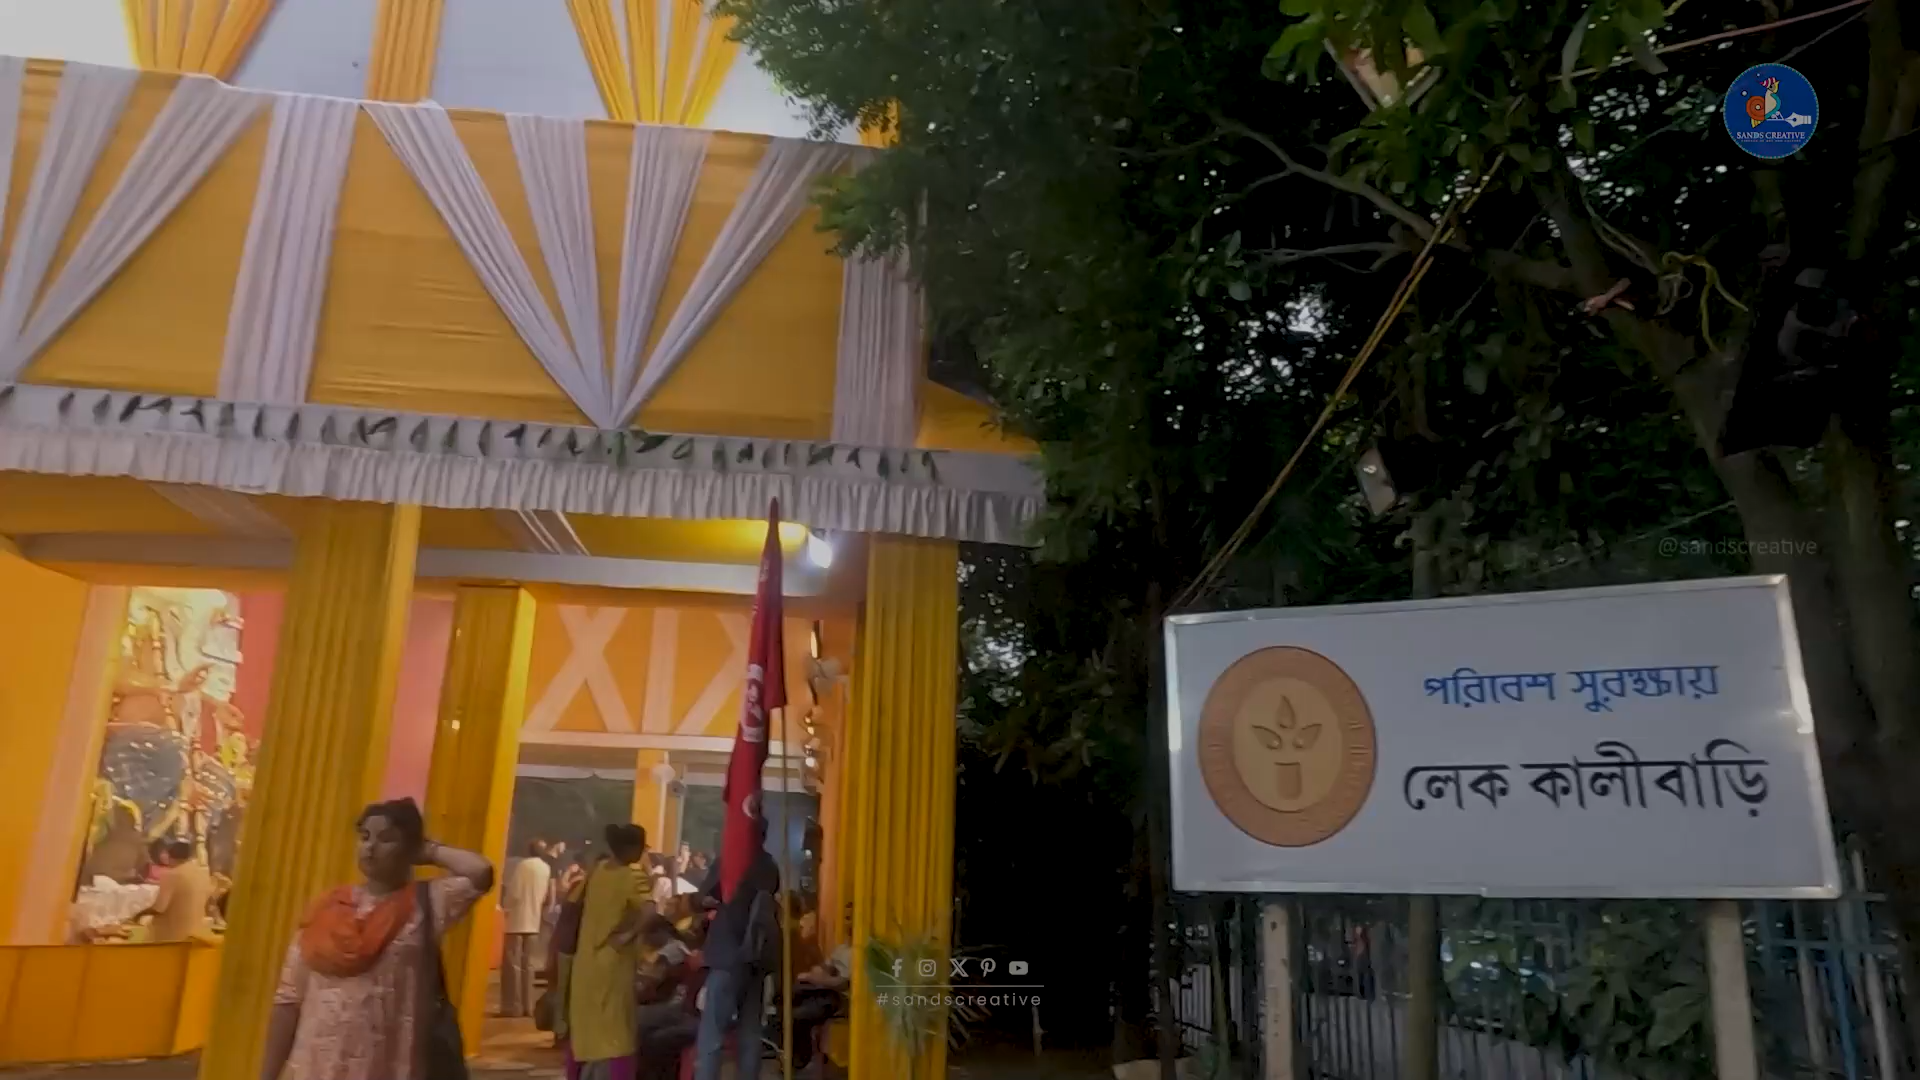 SANDS CREATIVE
@sandscreative
পরিবেশ সুরক্ষায়
লেক কালীবাড়ি
#sandscreative